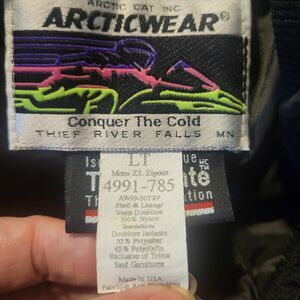 ARCTIC CAT INC.
ARCTICWEAR®
Conquer The Cold
THIEF RIVER FALLS MN
LT
Mens ZL Zipout
4991-785
AW99-30TRF
Shell & Lining/
Veste Doublure
100% Nylon
Insulation/
Doublure Isolante
35% Polyester
65% Polyolefin
Exclusive of Trims
Sauf Garnitures
Made in U.S.A.